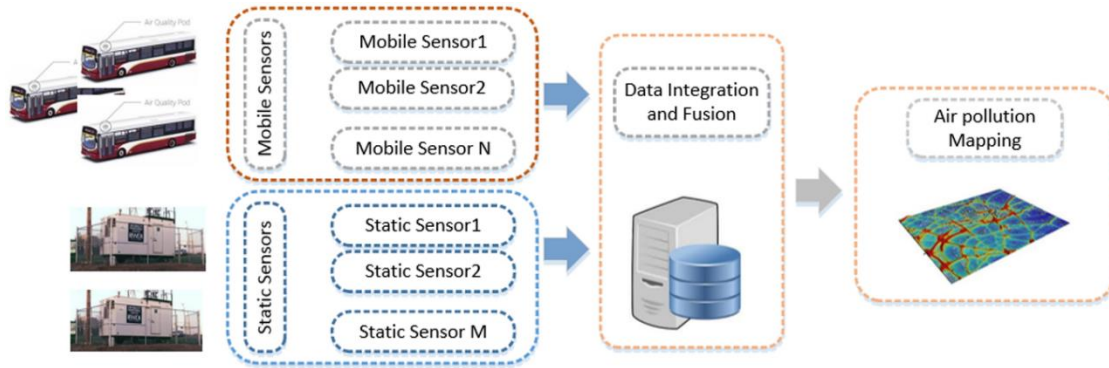 Air Quality Pod
Air Quality Pod
Mobile Sensors
Mobile Sensor1
Mobile Sensor2
Mobile Sensor N
Static Sensors
Static Sensor1
Static Sensor2
Static Sensor M
Data Integration
and Fusion
Air pollution
Mapping